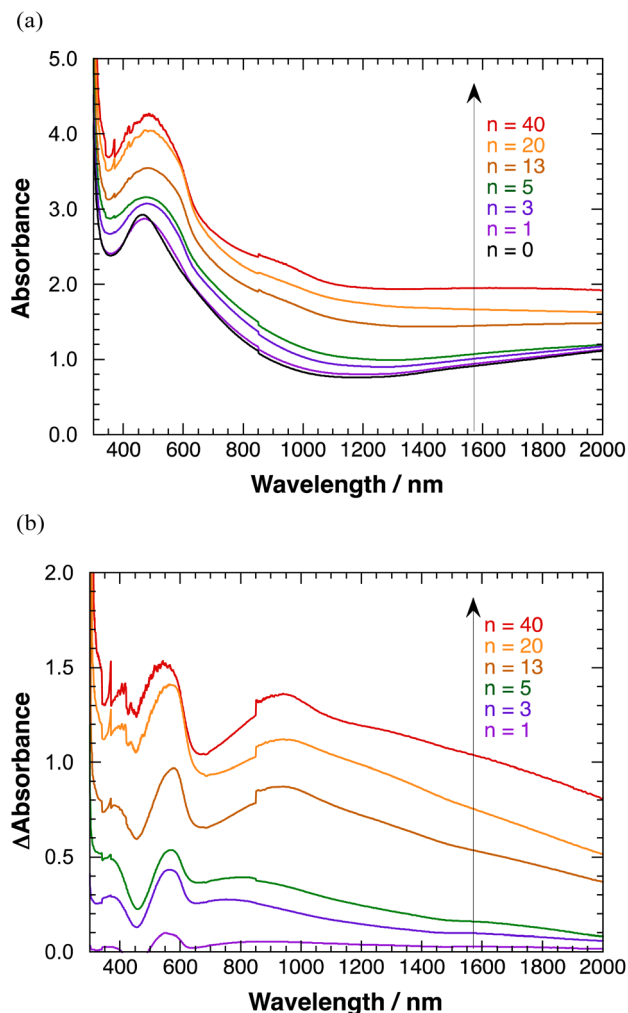 (a)
5.0
4.0
3.0
2.0
1.0
0.0
Absorbance
n = 40
n = 20
n = 13
n = 5
n = 3
n = 1
n = 0
400 600 800 1000 1200 1400 1600 1800 2000
Wavelength / nm
(b)
2.0
1.5
1.0
0.5
0.0
ΔAbsorbance
n = 40
n = 20
n = 13
n = 5
n = 3
n = 1
400 600 800 1000 1200 1400 1600 1800 2000
Wavelength / nm